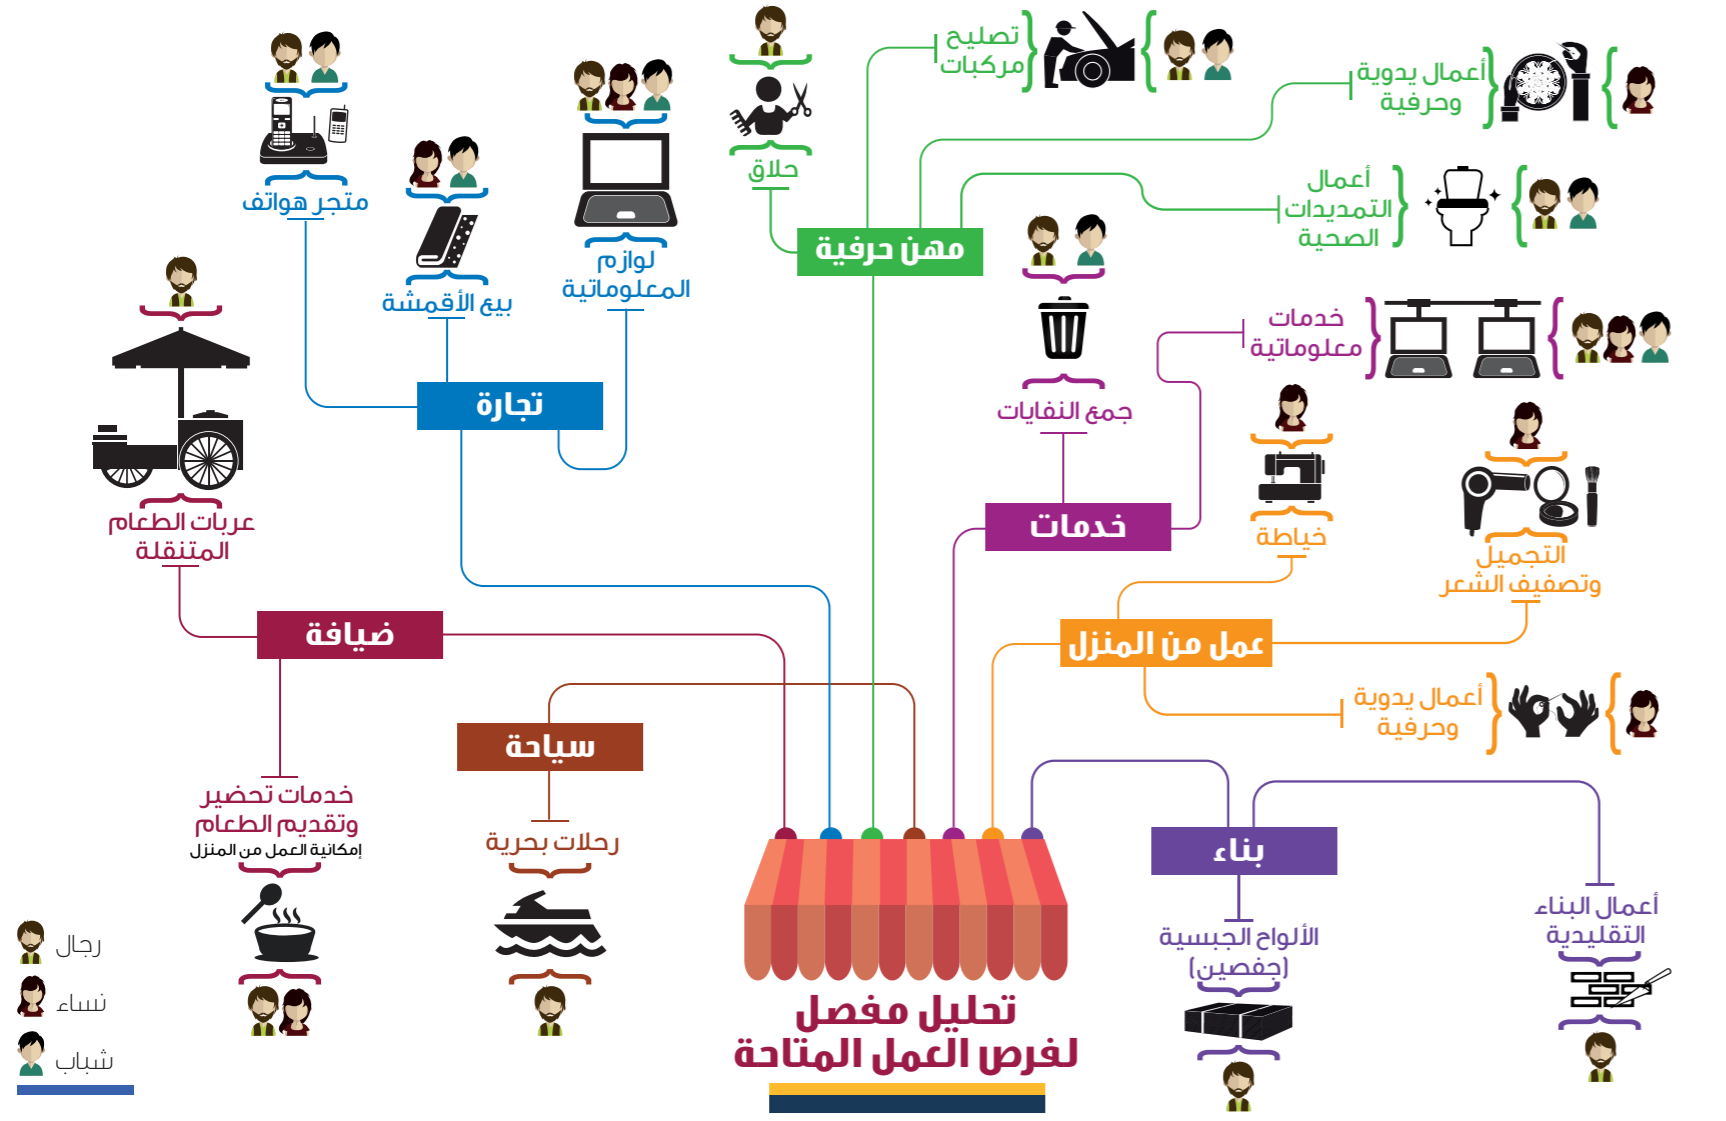 تحليل مفصل
لفرص العمل المتاحة
مهن حرفية
حلاق
تصليح
مركبات
أعمال يدوية
وحرفية
أعمال
التمديدات
الصحية
تجارة
متجر هواتف
بيع الأقمشة
لوازم
المعلوماتية
خدمات
جمع النفايات
خدمات
معلوماتية
عمل من المنزل
خياطة
التجميل
وتصفيف الشعر
أعمال يدوية
وحرفية
ضيافة
عربات الطعام
المتنقلة
خدمات تحضير
وتقديم الطعام
إمكانية العمل من المنزل
سياحة
رحلات بحرية
بناء
الألواح الجبسية
(جفصين)
أعمال البناء
التقليدية
رجال
نساء
شباب